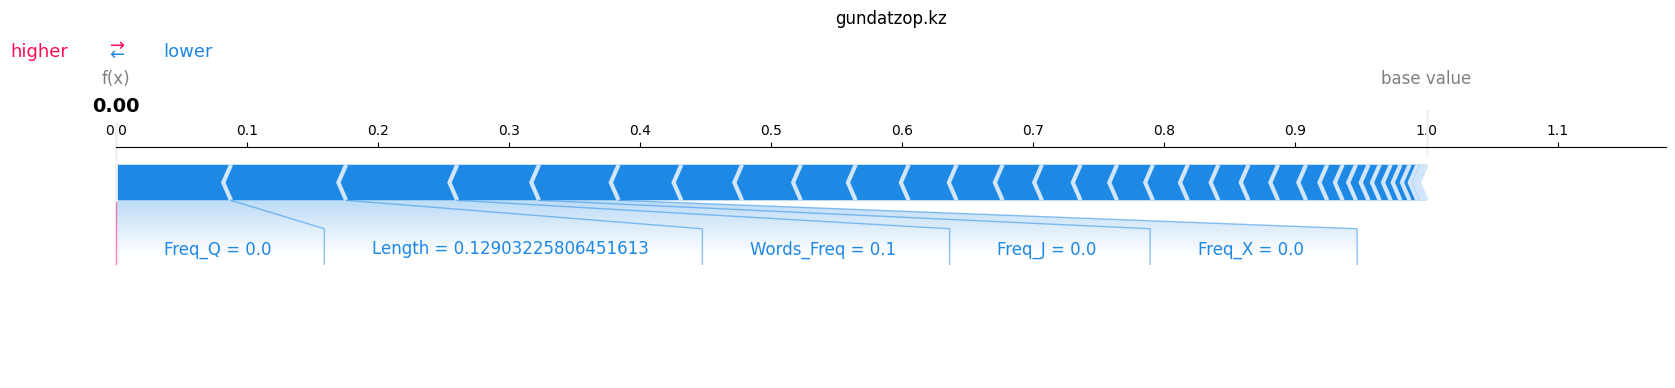 gundatzop.kz
higher → ← lower
f(x) base value
0.00
0.0 0.1 0.2 0.3 0.4 0.5 0.6 0.7 0.8 0.9 1.0 1.1
Freq_Q = 0.0 Length = 0.12903225806451613 Words_Freq = 0.1 Freq_J = 0.0 Freq_X = 0.0